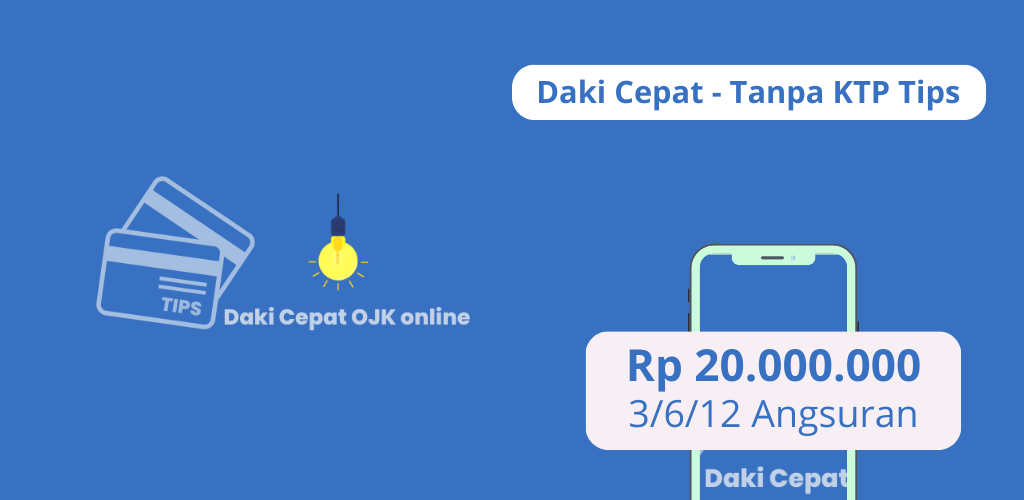 Daki Cepat - Tanpa KTP Tips
TIPS
Daki Cepat OJK online
Rp 20.000.000
3/6/12 Angsuran
Daki Cepat